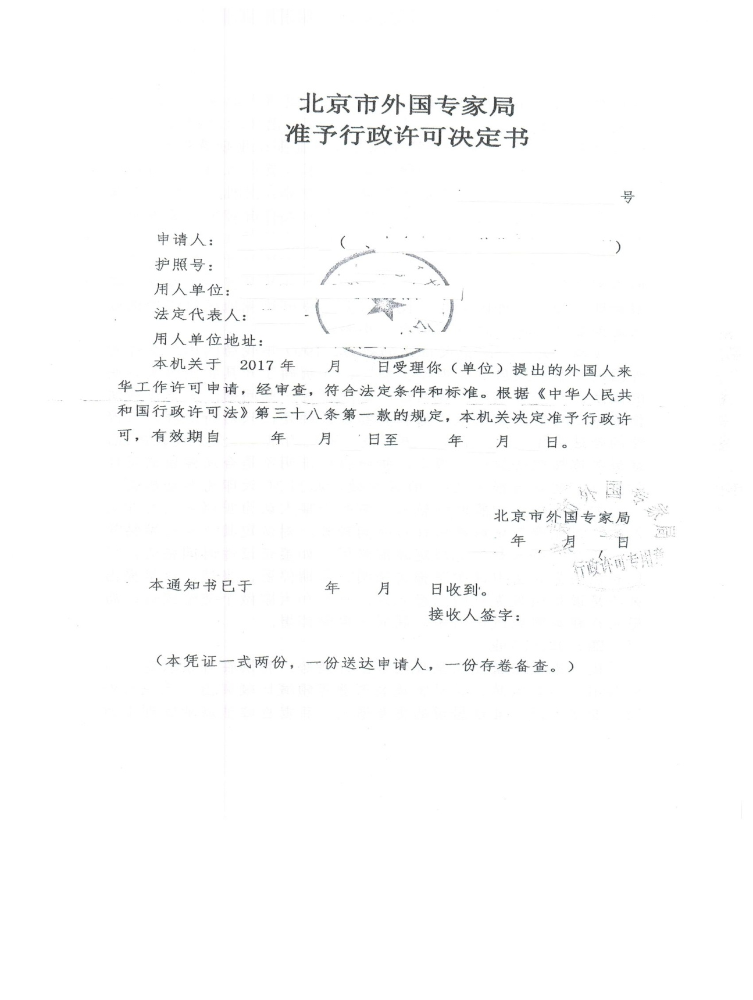 北京市外国专家局
准予行政许可决定书
号
申请人： （ ）
护照号：
用人单位：
法定代表人：
用人单位地址：
本机关于 2017 年 月 日受理你（单位）提出的外国人来
华工作许可申请，经审查，符合法定条件和标准。根据《中华人民共
和国行政许可法》第三十八条第一款的规定，本机关决定准予行政许
可，有效期自 年 月 日至 年 月 日。
北京市外国专家局
年 月 日
行政许可专用章
本通知书已于 年 月 日收到。
接收人签字：
（本凭证一式两份，一份送达申请人，一份存卷备查。）